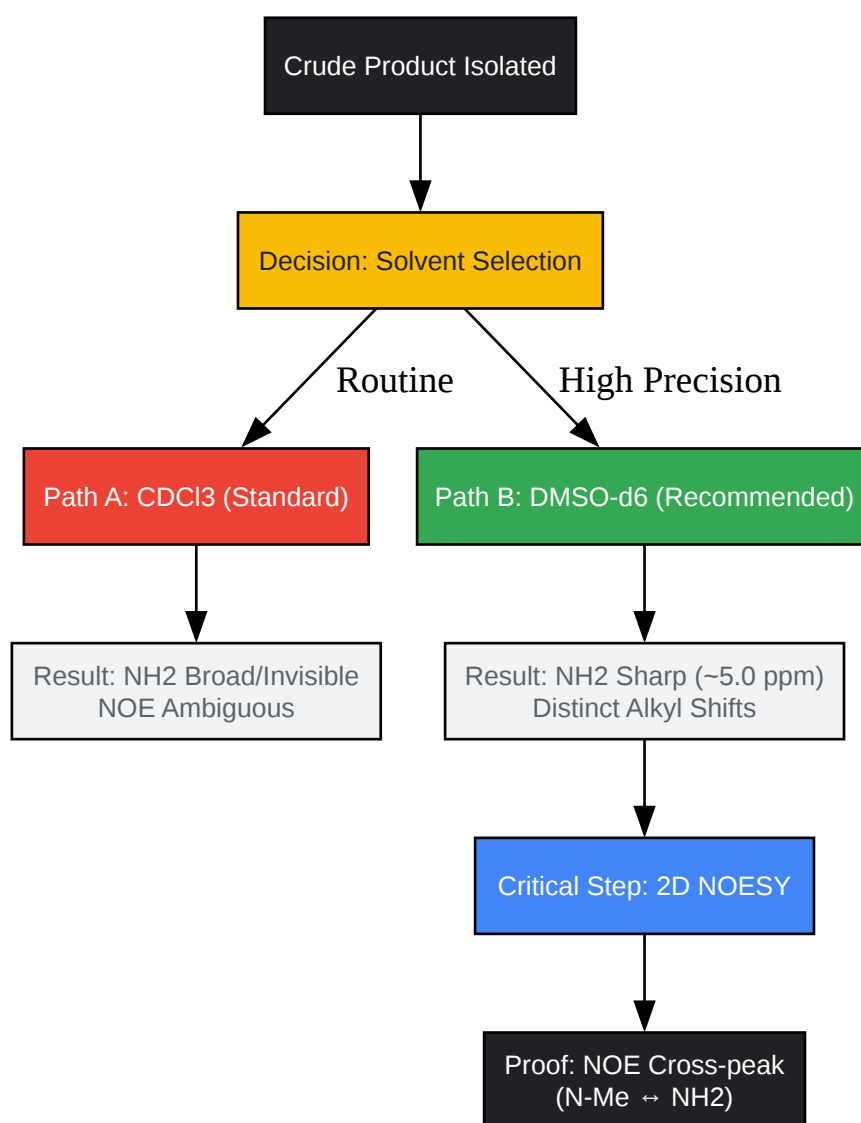 Crude Product Isolated
Decision: Solvent Selection
Routine
High Precision
Path A: CDCl3 (Standard)
Path B: DMSO-d6 (Recommended)
Result: NH2 Broad/Invisible
NOE Ambiguous
Result: NH2 Sharp (~5.0 ppm)
Distinct Alkyl Shifts
Critical Step: 2D NOESY
Proof: NOE Cross-peak
(N-Me ↔ NH2)